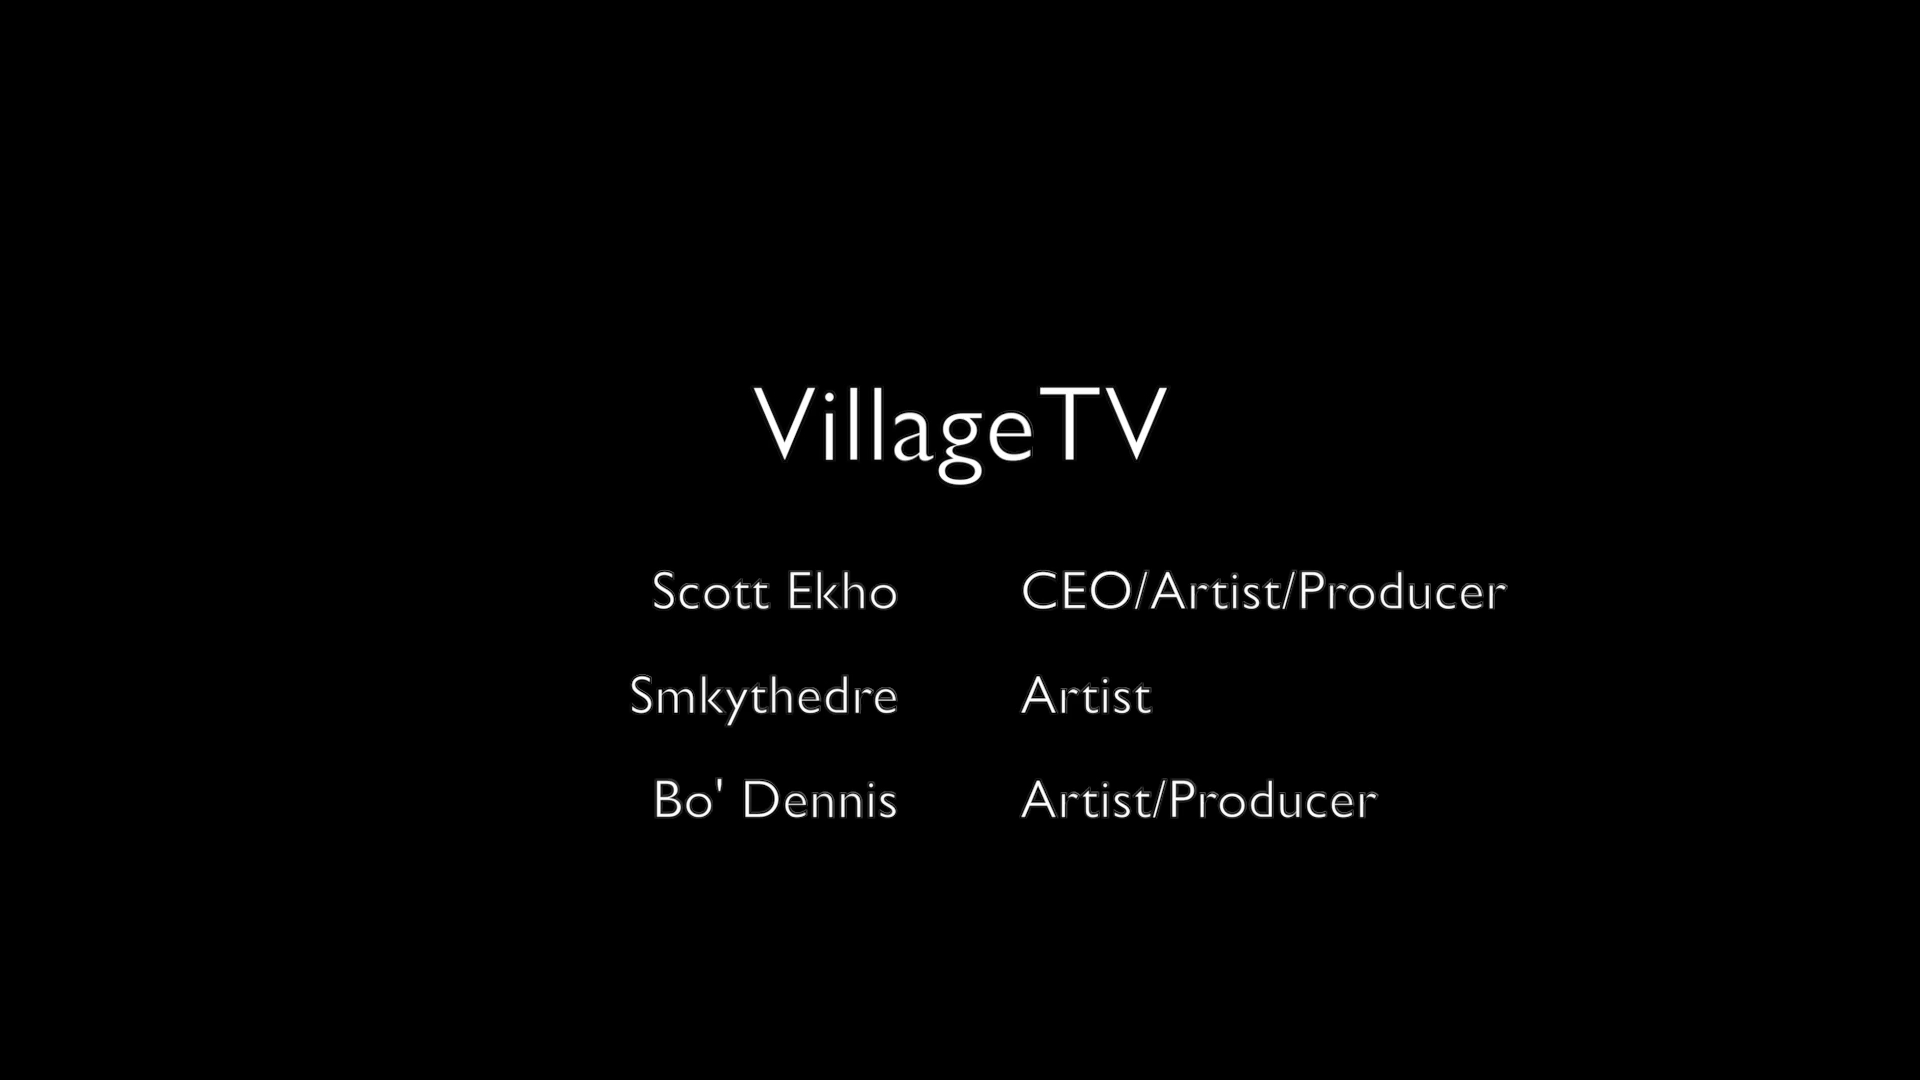 VillageTV
Scott Ekho CEO/Artist/Producer
Smkythedre Artist
Bo' Dennis Artist/Producer